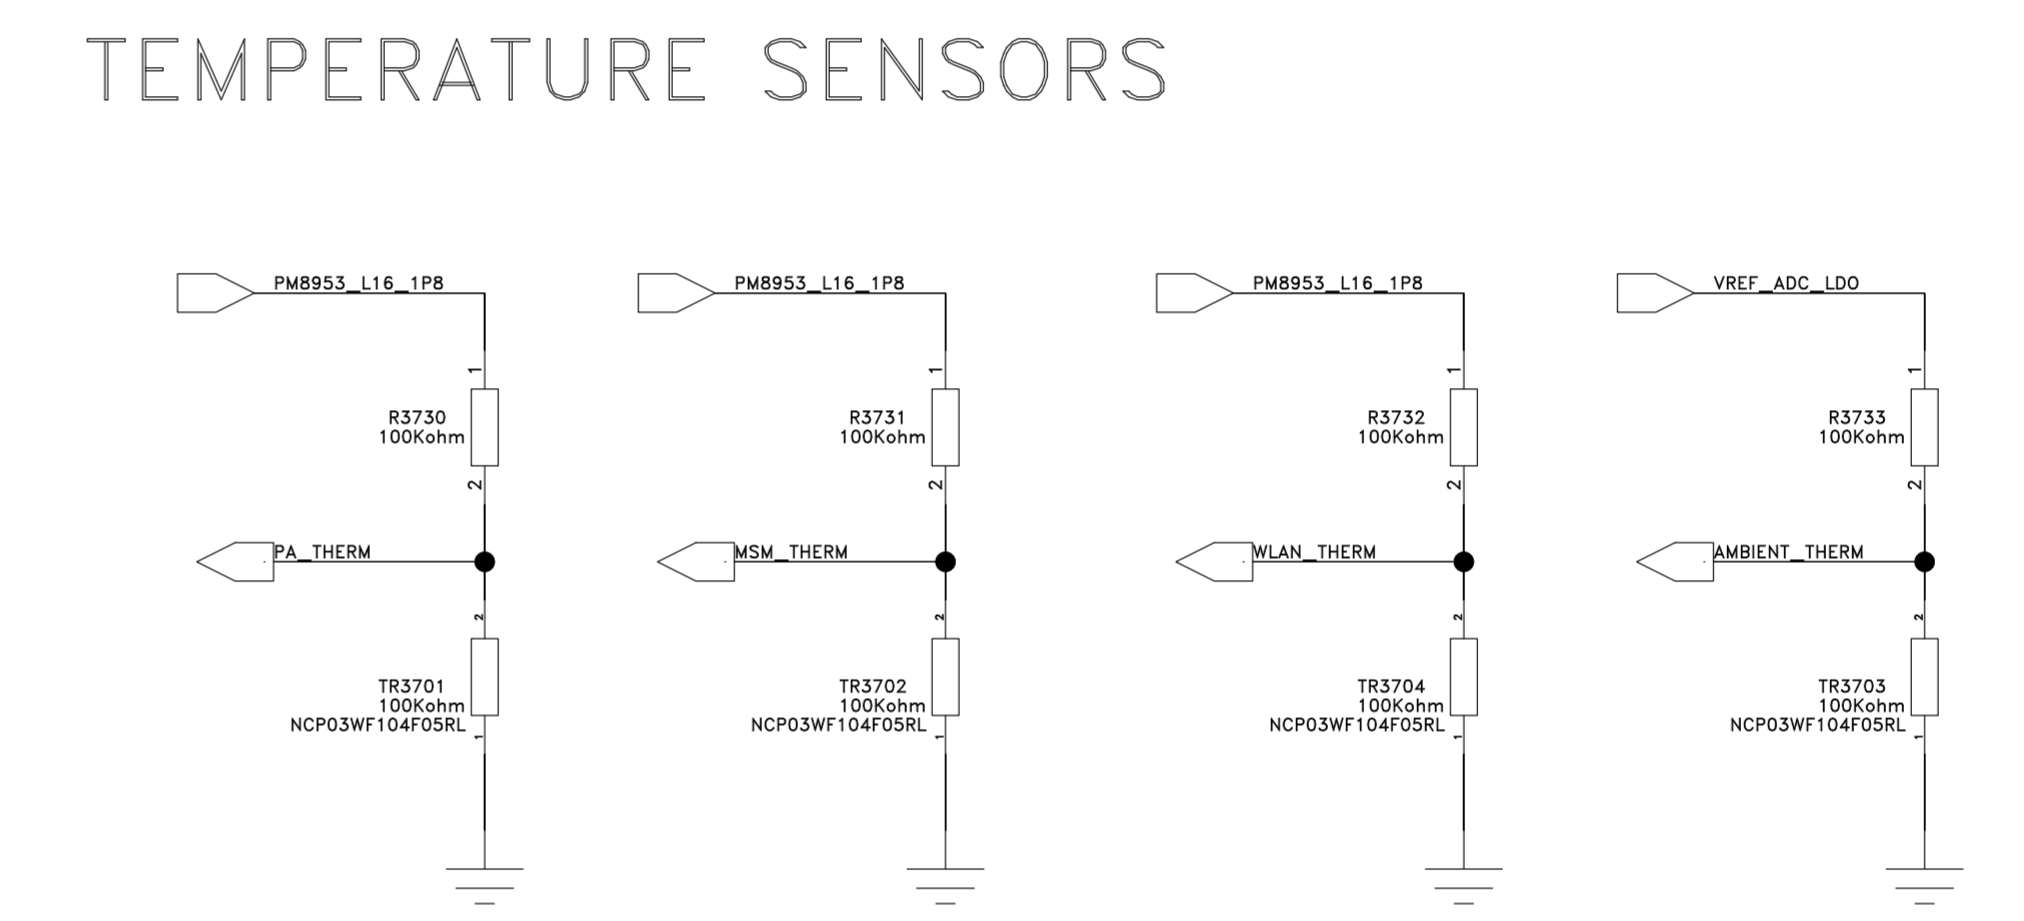 TEMPERATURE SENSORS
PM8953_L16_1P8
PM8953_L16_1P8
PM8953_L16_1P8
VREF_ADC_LDO
1
1
1
1
R3730
100Kohm
R3731
100Kohm
R3732
100Kohm
R3733
100Kohm
2
2
2
2
PA_THERM
MSM_THERM
WLAN_THERM
AMBIENT_THERM
2
2
2
2
TR3701
100Kohm
NCP03WF104F05RL
TR3702
100Kohm
NCP03WF104F05RL
TR3704
100Kohm
NCP03WF104F05RL
TR3703
100Kohm
NCP03WF104F05RL
1
1
1
1